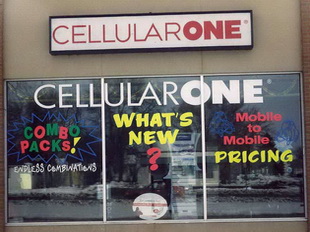 CELLULARONE®
CELLULARONE®
COMBO
PACKS!
ENDLESS COMBINATIONS
WHAT'S
NEW
?
Mobile
to
Mobile
PRICING